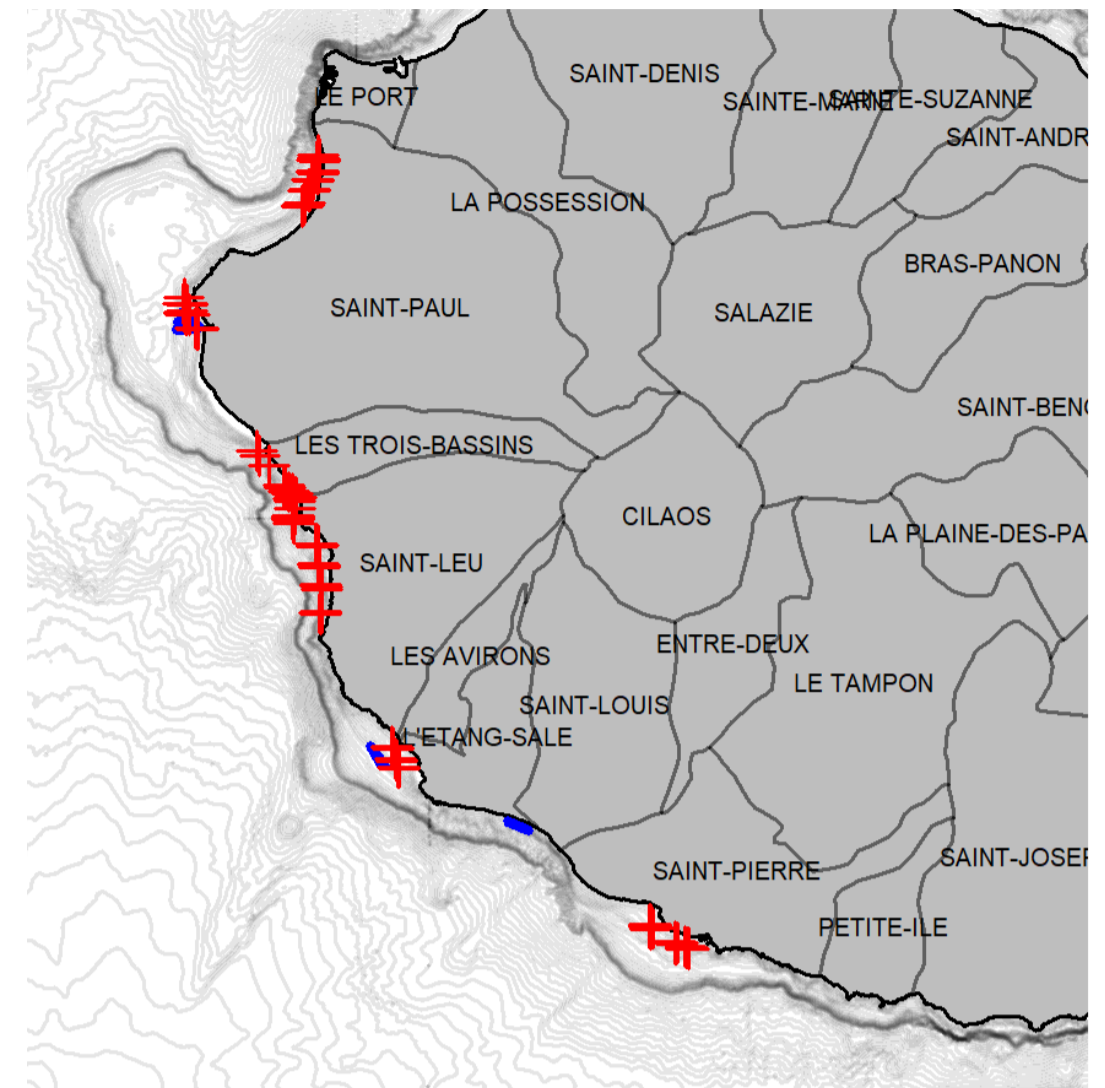 SAINT-DENIS
LE PORT
SAINTE-MARIE
SAINTE-SUZANNE
SAINT-ANDR
LA POSSESSION
BRAS-PANON
SAINT-PAUL
SALAZIE
SAINT-BENO
LES TROIS-BASSINS
CILAOS
LA PLAINE-DES-PA
SAINT-LEU
ENTRE-DEUX
LES AVIRONS
LE TAMPON
SAINT-LOUIS
L'ETANG-SALE
SAINT-JOSEP
SAINT-PIERRE
PETITE-ILE